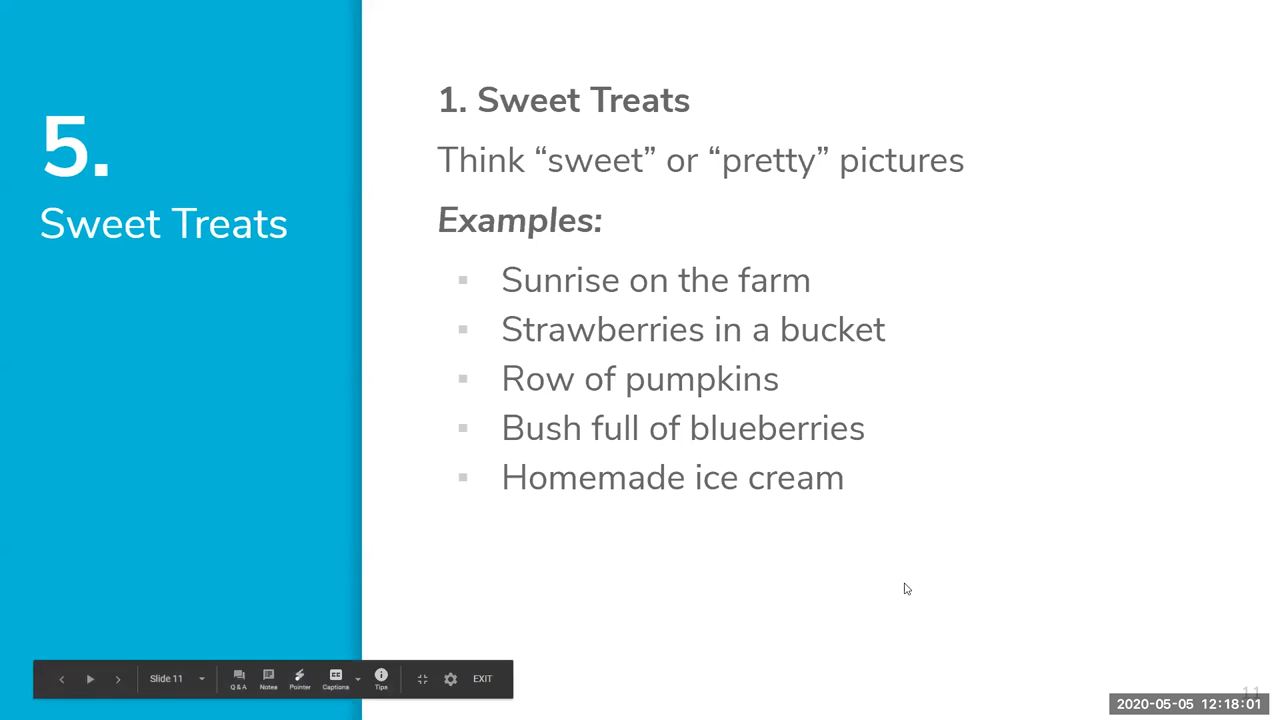 5.
Sweet Treats
1. Sweet Treats
Think “sweet” or “pretty” pictures
Examples:
▪ Sunrise on the farm
▪ Strawberries in a bucket
▪ Row of pumpkins
▪ Bush full of blueberries
▪ Homemade ice cream
Slide 11
Q & A
Notes
Pointer
CC
Captions
Tips
EXIT
11
2020-05-05 12:18:01